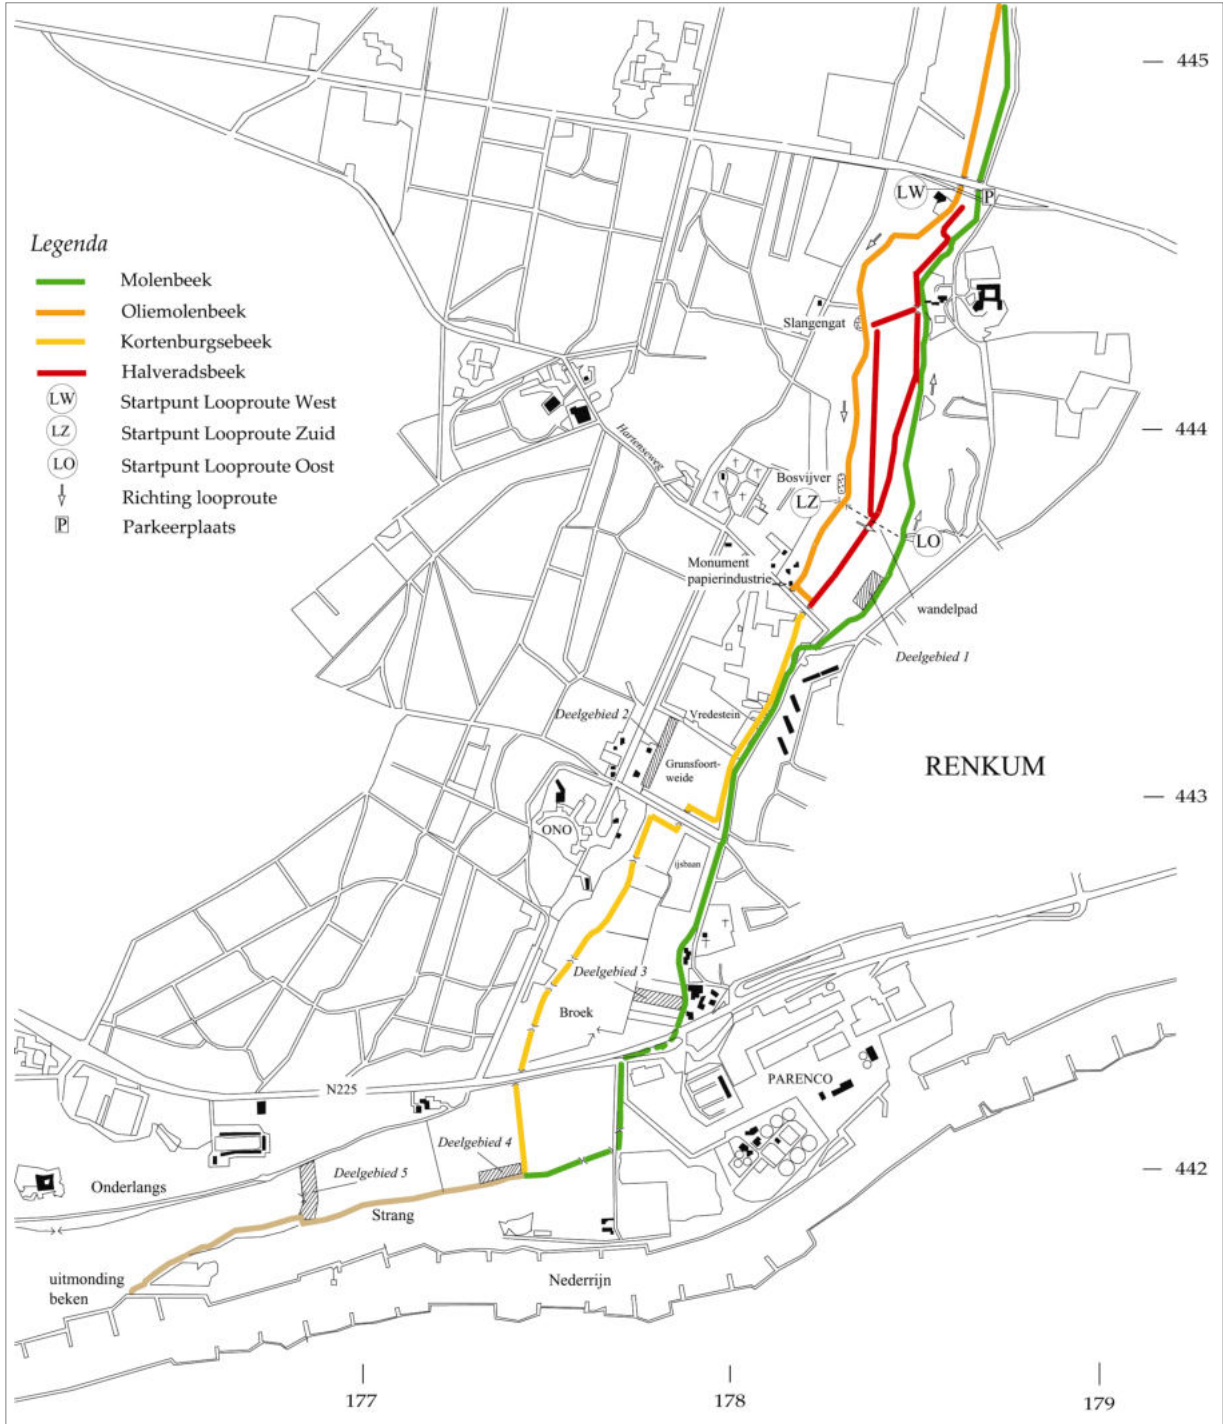 445
LW
P
Legenda
Molenbeek
Oliemolenbeek
Kortenburgsebeek
Halveradsbeek
LW
Startpunt Looproute West
LZ
Startpunt Looproute Zuid
LO
Startpunt Looproute Oost
Richting looproute
P
Parkeerplaats
Slangengat
444
Hartenseweg
Bosvijver
LZ
LO
Monument
papierindustrie
wandelpad
Deelgebied 1
Deelgebied 2
Vredestein
Grunsfoort-
weide
RENKUM
443
ONO
ijsbaan
Deelgebied 3
Broek
N225
PARENCO
Deelgebied 4
Deelgebied 5
442
Onderlangs
Strang
uitmonding
beken
Nederrijn
177
178
179